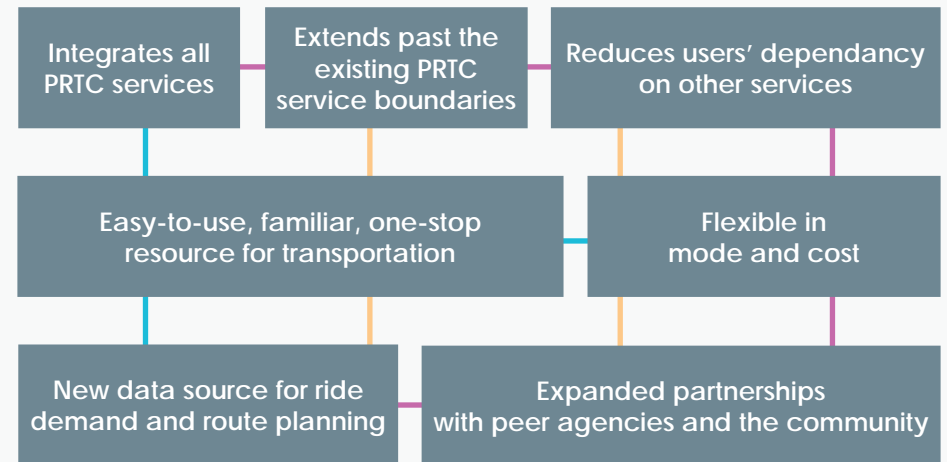 Integrates all
PRTC services
Extends past the
existing PRTC
service boundaries
Reduces users’ dependancy
on other services
Easy-to-use, familiar, one-stop
resource for transportation
Flexible in
mode and cost
New data source for ride
demand and route planning
Expanded partnerships
with peer agencies and the community